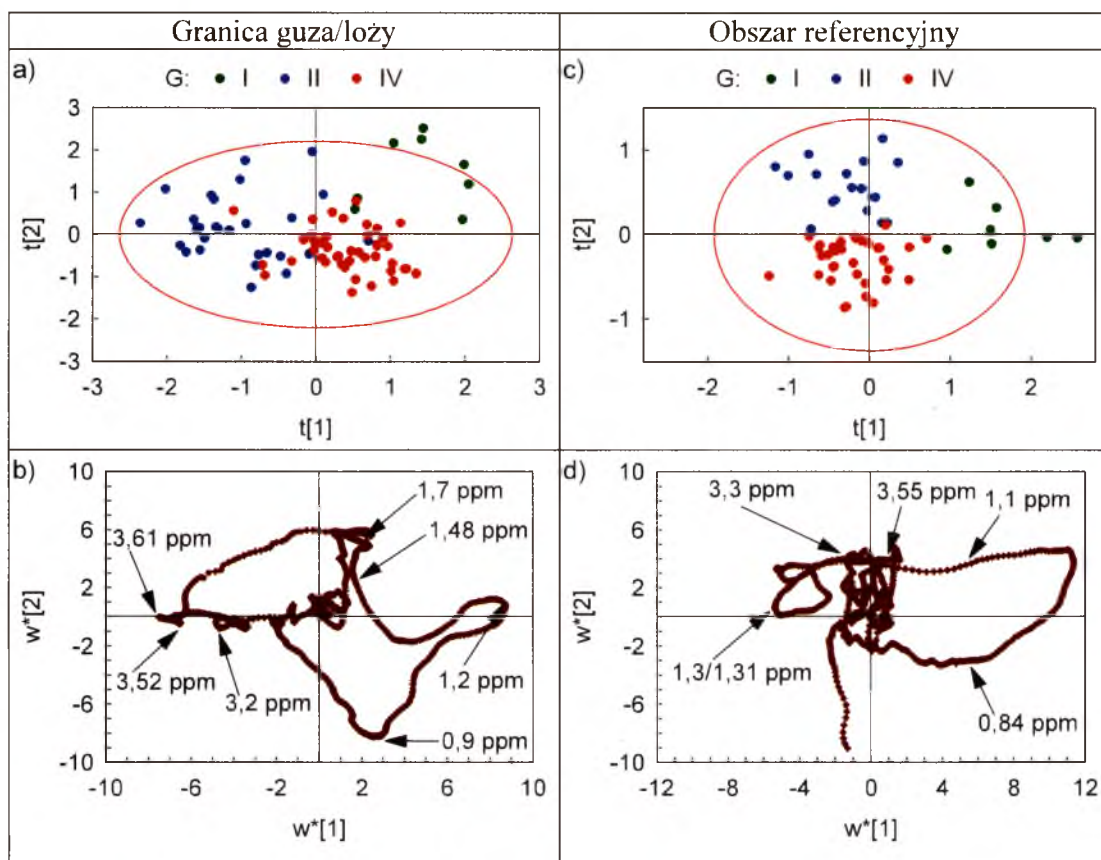 Granica guza/loży
Obszar referencyjny
a)
G: I II IV
3
2
1
0
-1
-2
-3
t[2]
-3 -2 -1 0 1 2 3
t[1]
c)
G: I II IV
1
0
-1
t[2]
-2 -1 0 1 2
t[1]
b)
10
6
2
-2
-6
-10
w*[2]
3,61 ppm
1,7 ppm
1,48 ppm
3,52 ppm
3,2 ppm
1,2 ppm
0,9 ppm
-10 -6 -2 2 6 10
w*[1]
d)
10
6
2
-2
-6
-10
w*[2]
3,3 ppm
3,55 ppm
1,1 ppm
1,3/1,31 ppm
0,84 ppm
-12 -8 -4 0 4 8 12
w*[1]